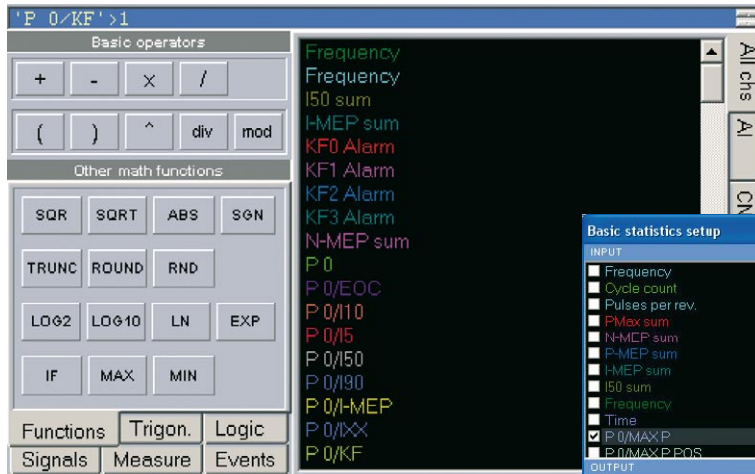 'P 0/KF'>1
Basic operators
+ - x /
( ) ^ div mod
Other math functions
SQR SQRT ABS SGN
TRUNC ROUND RND
LOG2 LOG10 LN EXP
IF MAX MIN
Functions Trigon. Logic
Signals Measure Events
Frequency
Frequency
I50 sum
I-MEP sum
KF0 Alarm
KF1 Alarm
KF2 Alarm
KF3 Alarm
N-MEP sum
P 0
P 0/EOC
P 0/I10
P 0/I5
P 0/I50
P 0/I90
P 0/I-MEP
P 0/IXX
P 0/KF
All chs
AI
Basic statistics setup
INPUT
Frequency
Cycle count
Pulses per rev.
PMax sum
N-MEP sum
P-MEP sum
I-MEP sum
I50 sum
Frequency
Time
P 0/MAX P
P 0/MAX P POS
OUTPUT